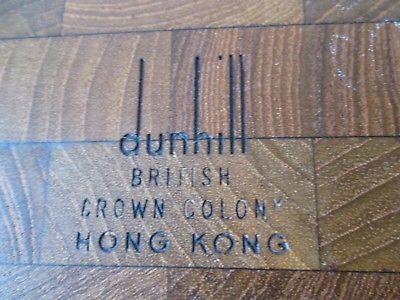 dunhill
BRITISH
CROWN COLONY
HONG KONG